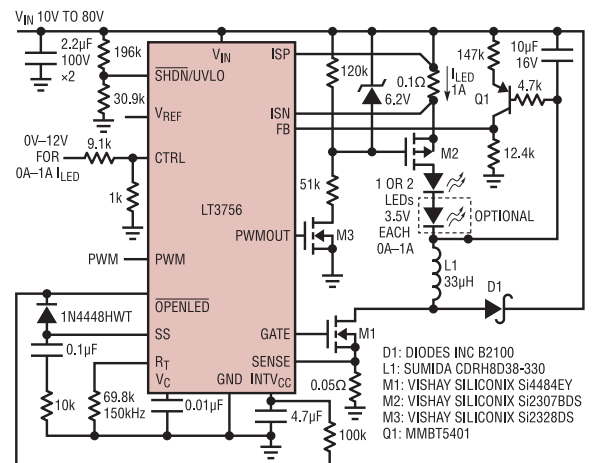 VIN 10V TO 80V
2.2µF
100V
×2
196k
30.9k
VIN
SHDN/UVLO
VREF
CTRL
0V–12V
FOR
0A–1A ILED
9.1k
1k
LT3756
PWM
PWM
OPENLED
SS
RT
VC
GND
INTVCC
ISP
ISN
FB
PWMOUT
GATE
SENSE
1N4448HWT
0.1µF
10k
69.8k
150kHz
0.01µF
4.7µF
100k
120k
6.2V
51k
M3
0.1Ω
ILED
1A
M2
147k
10µF
16V
Q1
4.7k
12.4k
1 OR 2
LEDs
3.5V
EACH
0A–1A
OPTIONAL
L1
33µH
D1
M1
0.05Ω
D1: DIODES INC B2100
L1: SUMIDA CDRH8D38-330
M1: VISHAY SILICONIX Si4484EY
M2: VISHAY SILICONIX Si2307BDS
M3: VISHAY SILICONIX Si2328DS
Q1: MMBT5401